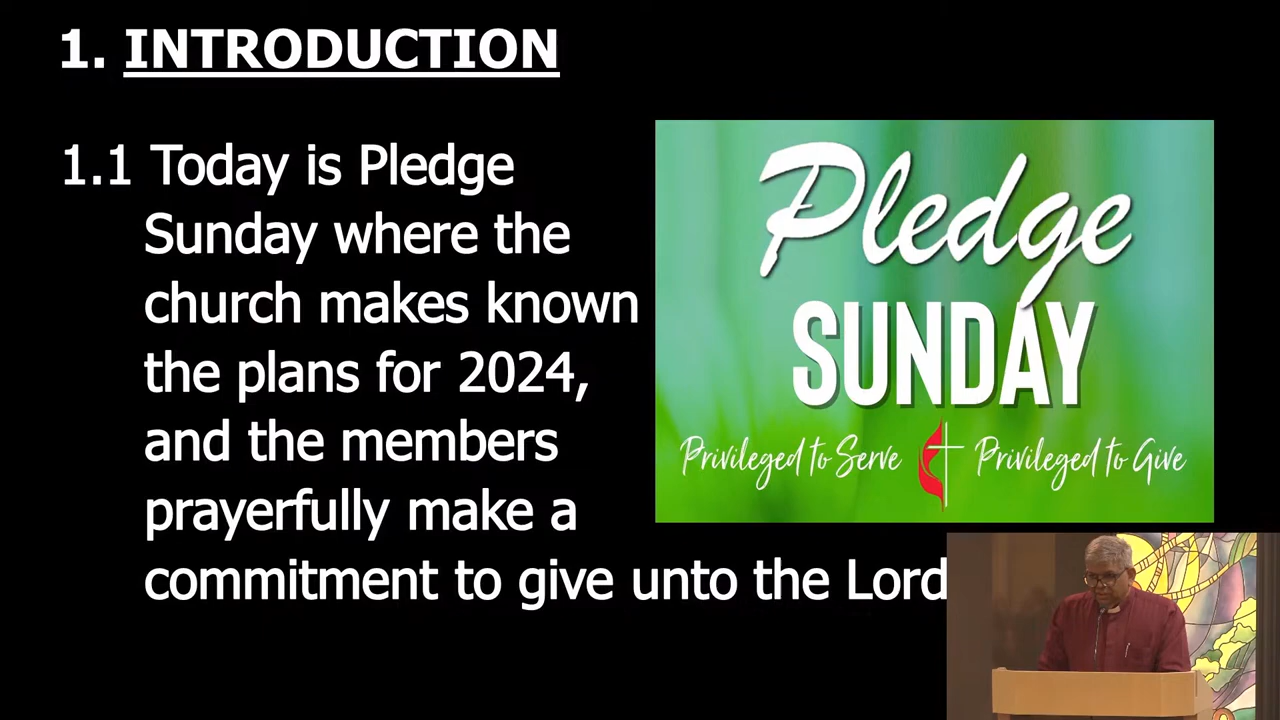 1. INTRODUCTION
1.1 Today is Pledge
Sunday where the
church makes known
the plans for 2024,
and the members
prayerfully make a
commitment to give unto the Lord
Pledge
SUNDAY
Privileged to Serve Privileged to Give